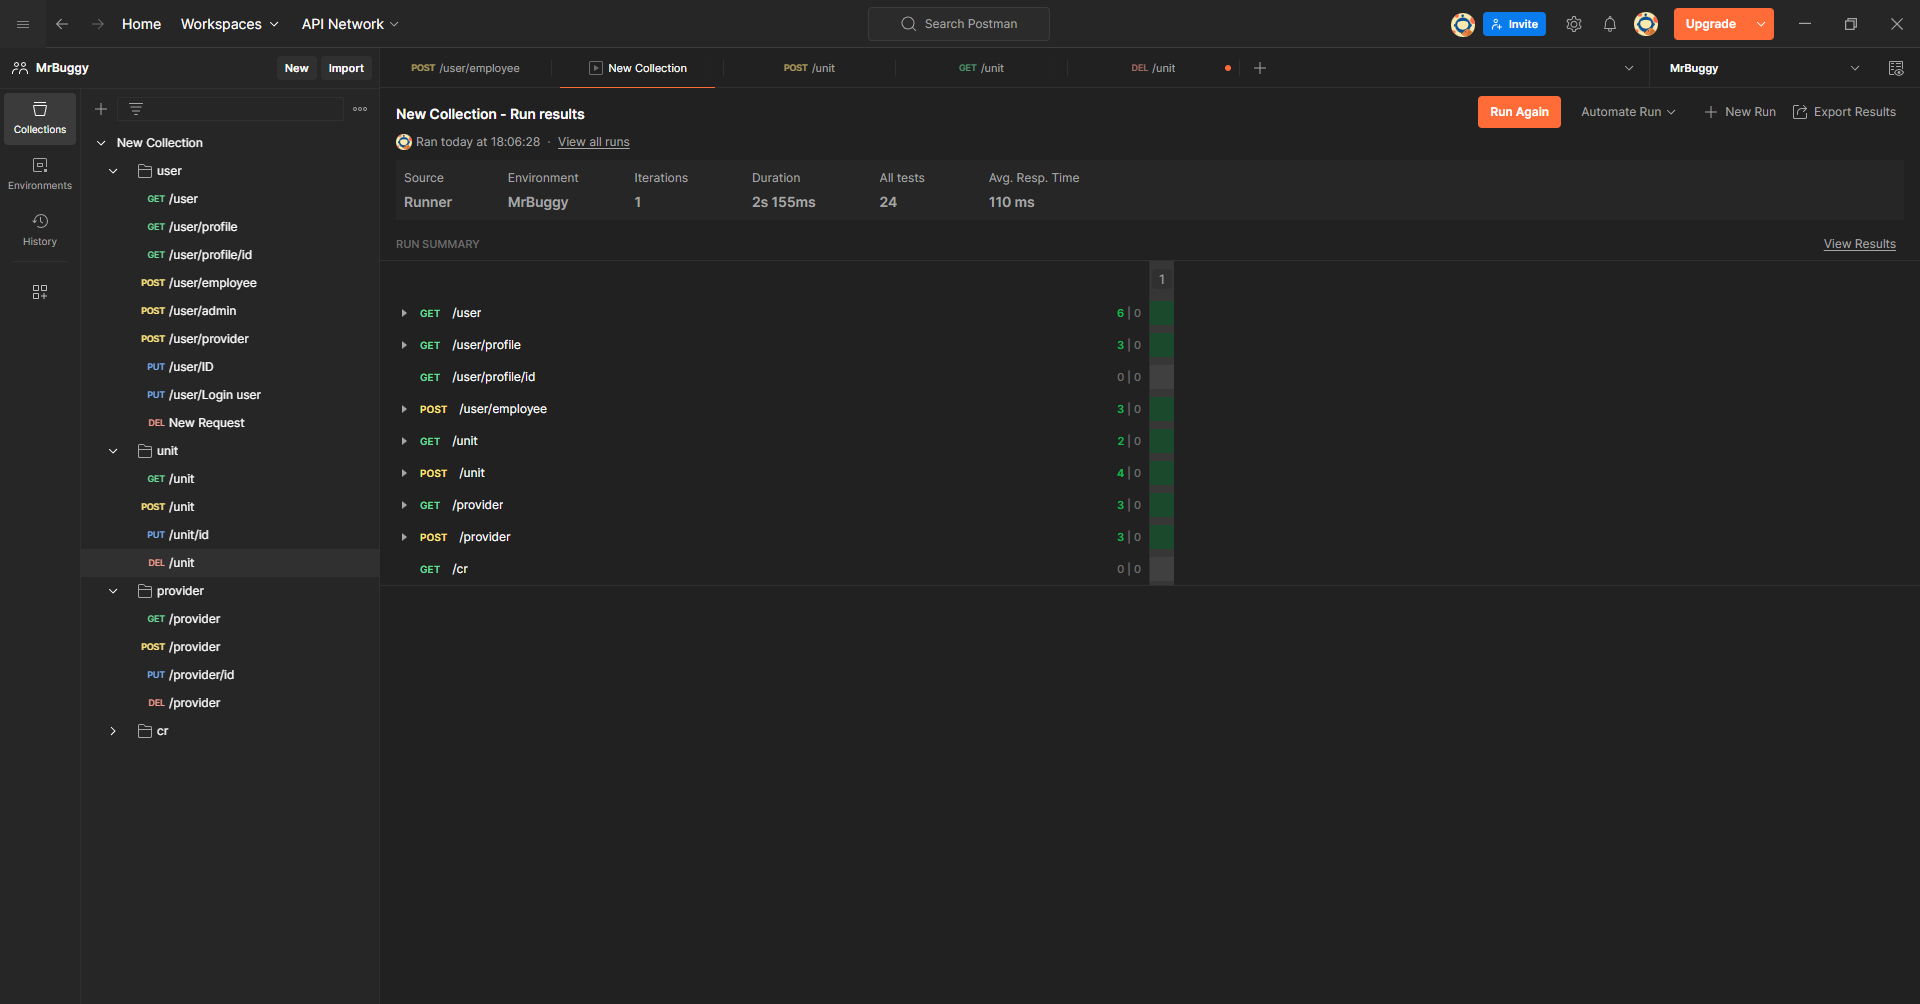 Home Workspaces API Network Search Postman Invite Upgrade
MrBuggy New Import POST /user/employee New Collection POST /unit GET /unit DEL /unit MrBuggy
Collections
Environments
History
New Collection
user
GET /user
GET /user/profile
GET /user/profile/id
POST /user/employee
POST /user/admin
POST /user/provider
PUT /user/ID
PUT /user/Login user
DEL New Request
unit
GET /unit
POST /unit
PUT /unit/id
DEL /unit
provider
GET /provider
POST /provider
PUT /provider/id
DEL /provider
cr
New Collection - Run results Run Again Automate Run New Run Export Results
Ran today at 18:06:28 · View all runs
Source Environment Iterations Duration All tests Avg. Resp. Time
Runner MrBuggy 1 2s 155ms 24 110 ms
RUN SUMMARY View Results
1
GET /user 6 | 0
GET /user/profile 3 | 0
GET /user/profile/id 0 | 0
POST /user/employee 3 | 0
GET /unit 2 | 0
POST /unit 4 | 0
GET /provider 3 | 0
POST /provider 3 | 0
GET /cr 0 | 0